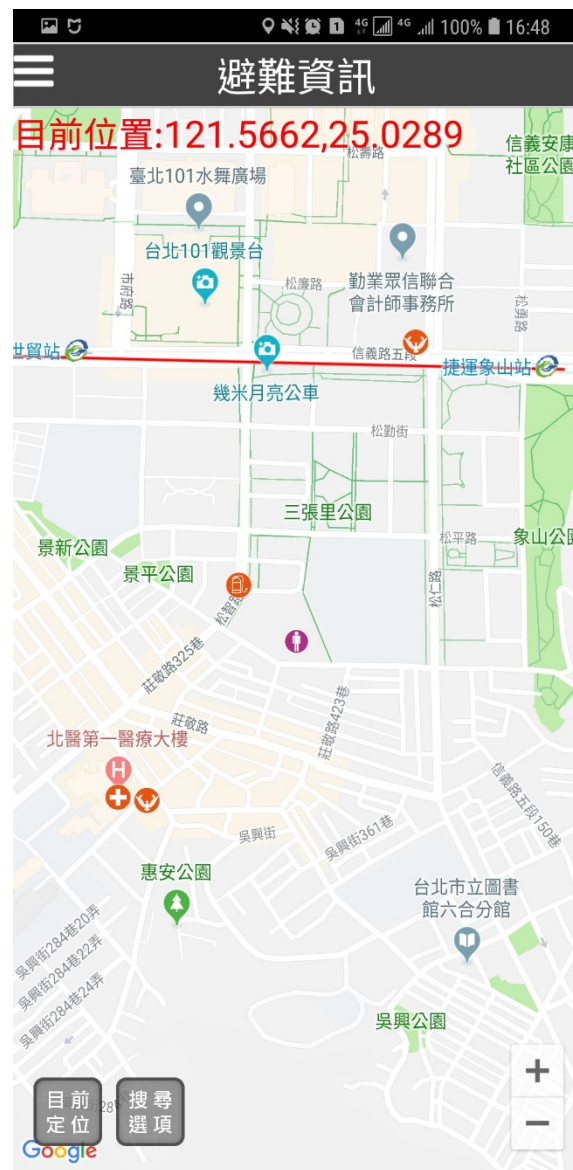 4G 4G 100% 16:48
避難資訊
目前位置:121.5662,25.0289
松壽路
信義安康
社區公園
臺北101水舞廣場
台北101觀景台
市府路
松廉路
勤業眾信聯合
會計師事務所
松勇路
世貿站
信義路五段
捷運象山站
幾米月亮公車
松勤街
三張里公園
景新公園
松平路
象山公園
景平公園
松智路
松仁路
莊敬路325巷
莊敬路
莊敬路423巷
北醫第一醫療大樓
H
信義路五段150巷
吳興街
吳興街361巷
惠安公園
台北市立圖書
館六合分館
吳興街284巷20弄
吳興街284巷22弄
吳興街284巷24弄
吳興公園
+
目前
定位
28
搜尋
選項
−
Google